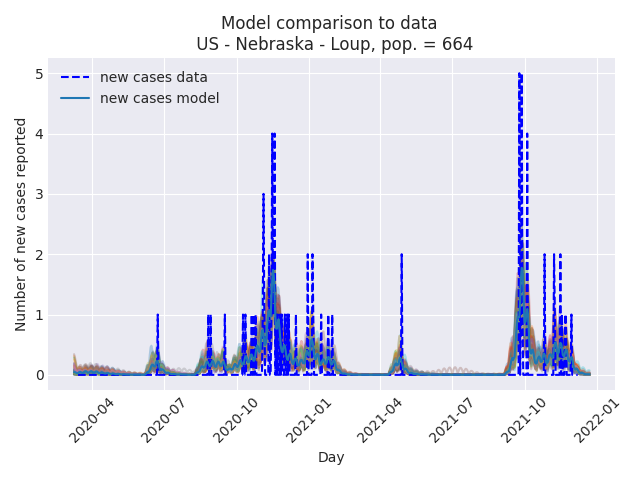 Model comparison to data
US - Nebraska - Loup, pop. = 664
new cases data
new cases model
Number of new cases reported
5
4
3
2
1
0
2020-04
2020-07
2020-10
2021-01
2021-04
2021-07
2021-10
2022-01
Day